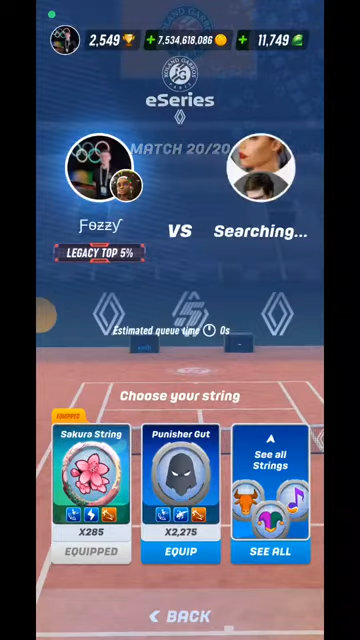 2,549
+ 7,534,618,086
+ 11,749
ROLAND GARROS
eSeries
MATCH 20/20
Ƒɵƶƶƴ
VS
Searching...
LEGACY TOP 5%
Estimated queue time 0s
Choose your string
EQUIPPED
Sakura String
X285
EQUIPPED
Punisher Gut
X2,275
EQUIP
See all
Strings
SEE ALL
BACK